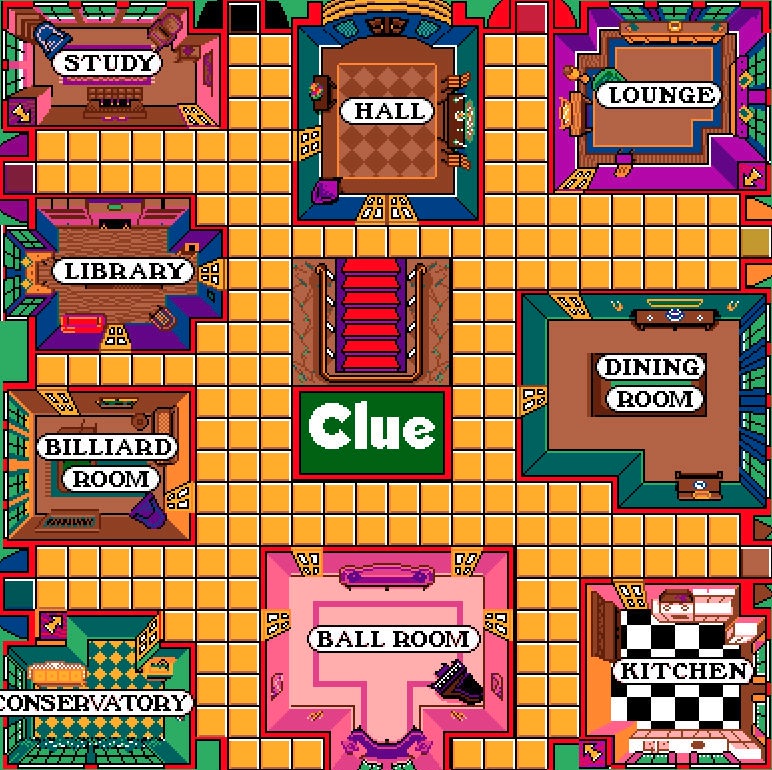 STUDY
HALL
LOUNGE
LIBRARY
DINING
ROOM
Clue
BILLIARD
ROOM
BALL ROOM
KITCHEN
CONSERVATORY